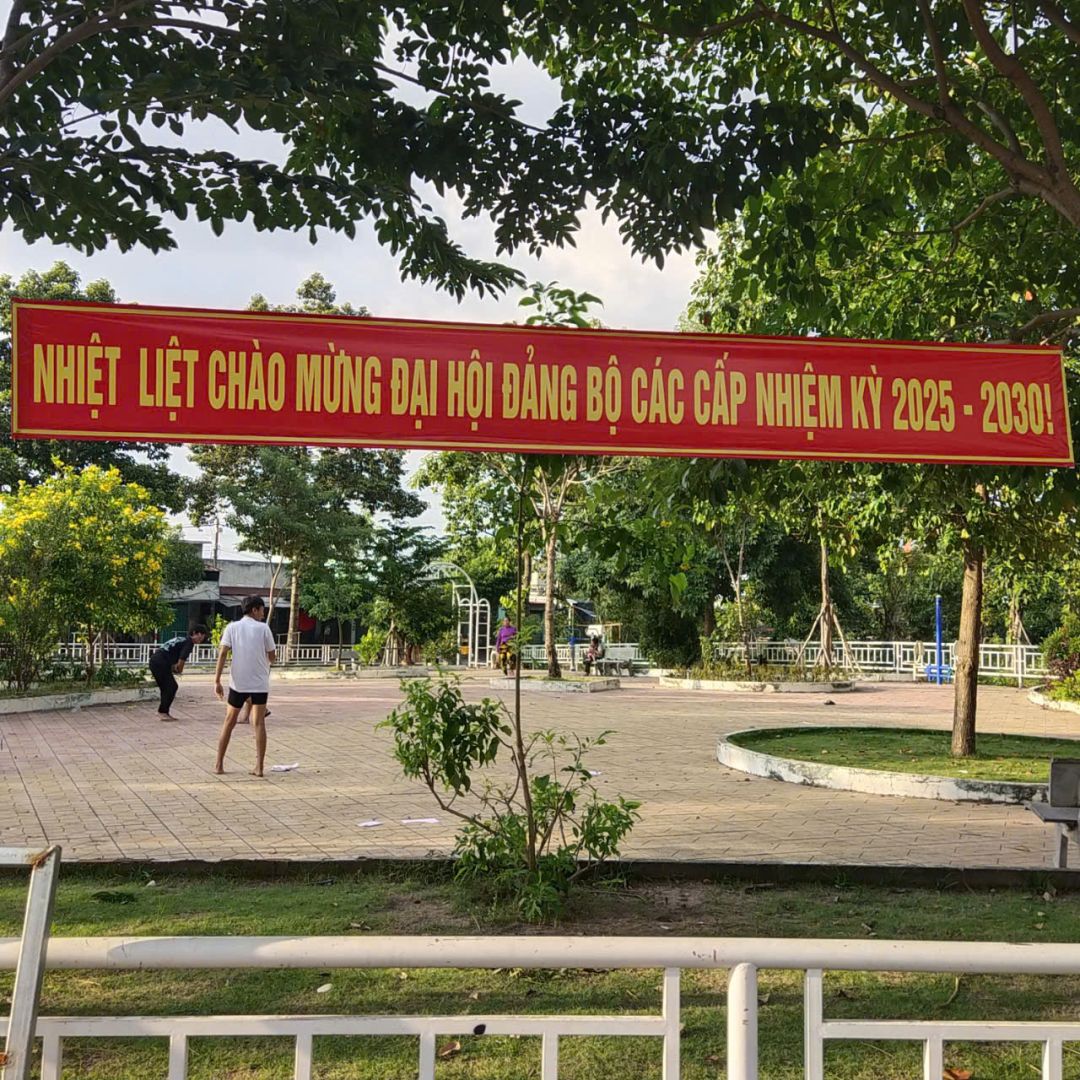 NHIỆT LIỆT CHÀO MỪNG ĐẠI HỘI ĐẢNG BỘ CÁC CẤP NHIỆM KỲ 2025 - 2030!